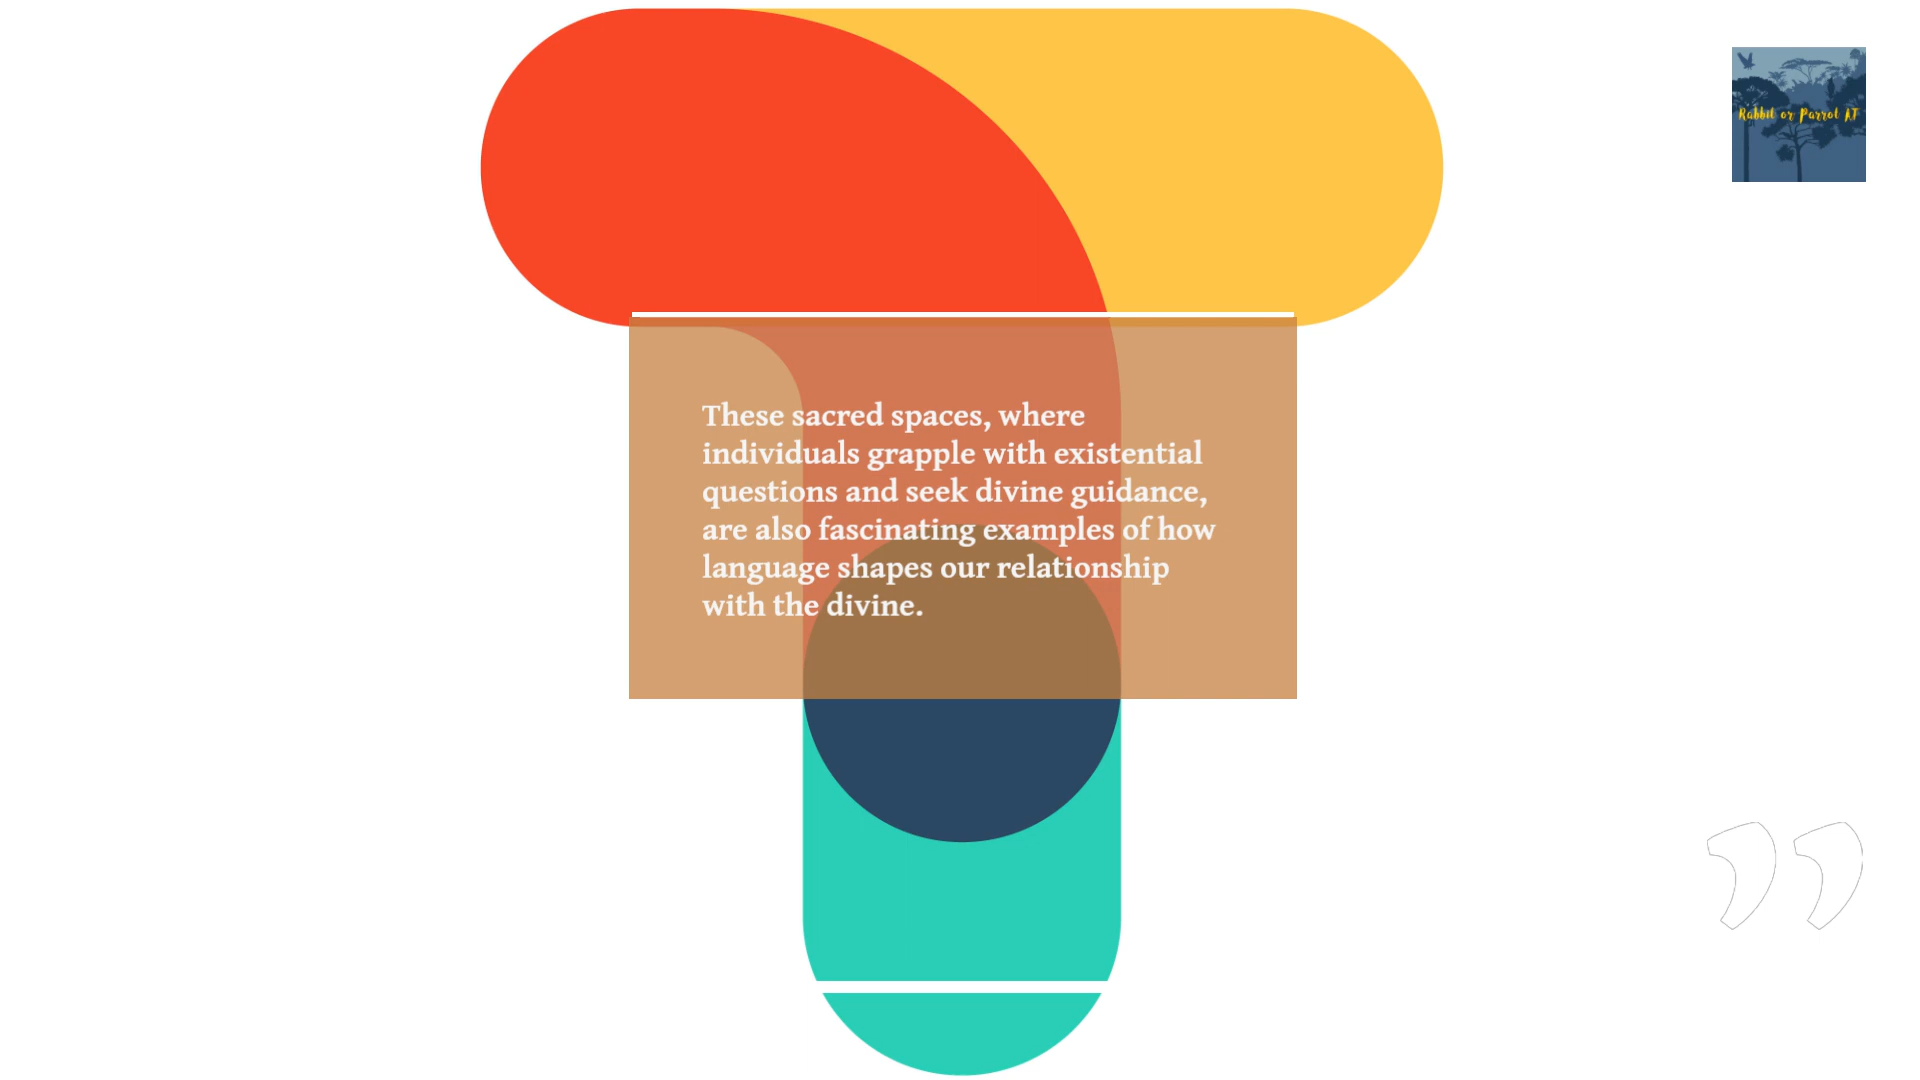 Rabbit or Parrot AF
These sacred spaces, where
individuals grapple with existential
questions and seek divine guidance,
are also fascinating examples of how
language shapes our relationship
with the divine.
”